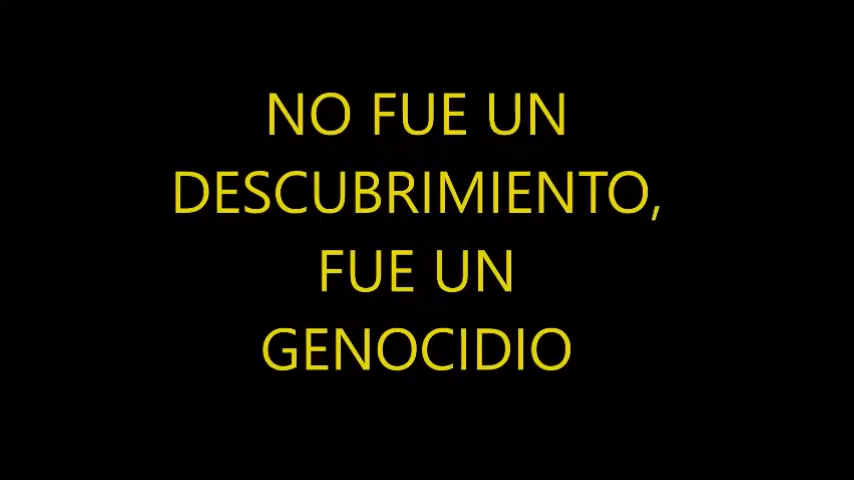 NO FUE UN
DESCUBRIMIENTO,
FUE UN
GENOCIDIO